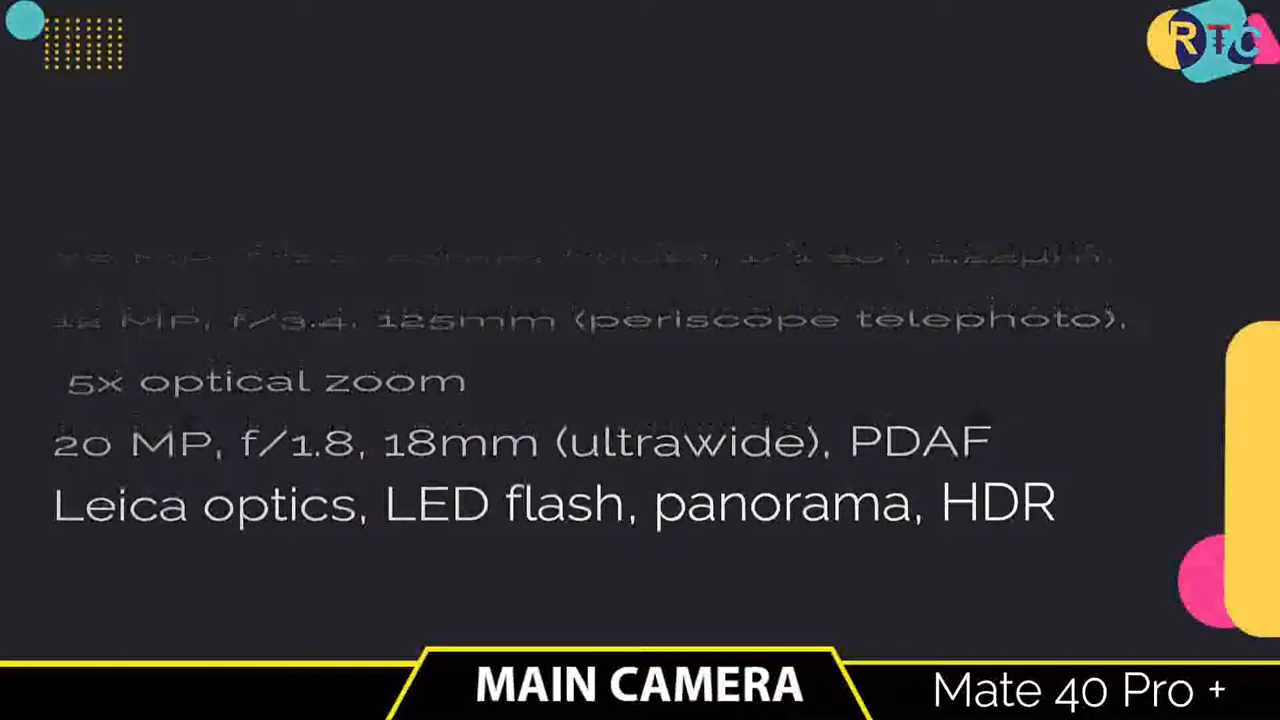 RTC
12 MP, f/3.4, 125mm (periscope telephoto),
5x optical zoom
20 MP, f/1.8, 18mm (ultrawide), PDAF
Leica optics, LED flash, panorama, HDR
MAIN CAMERA
Mate 40 Pro +